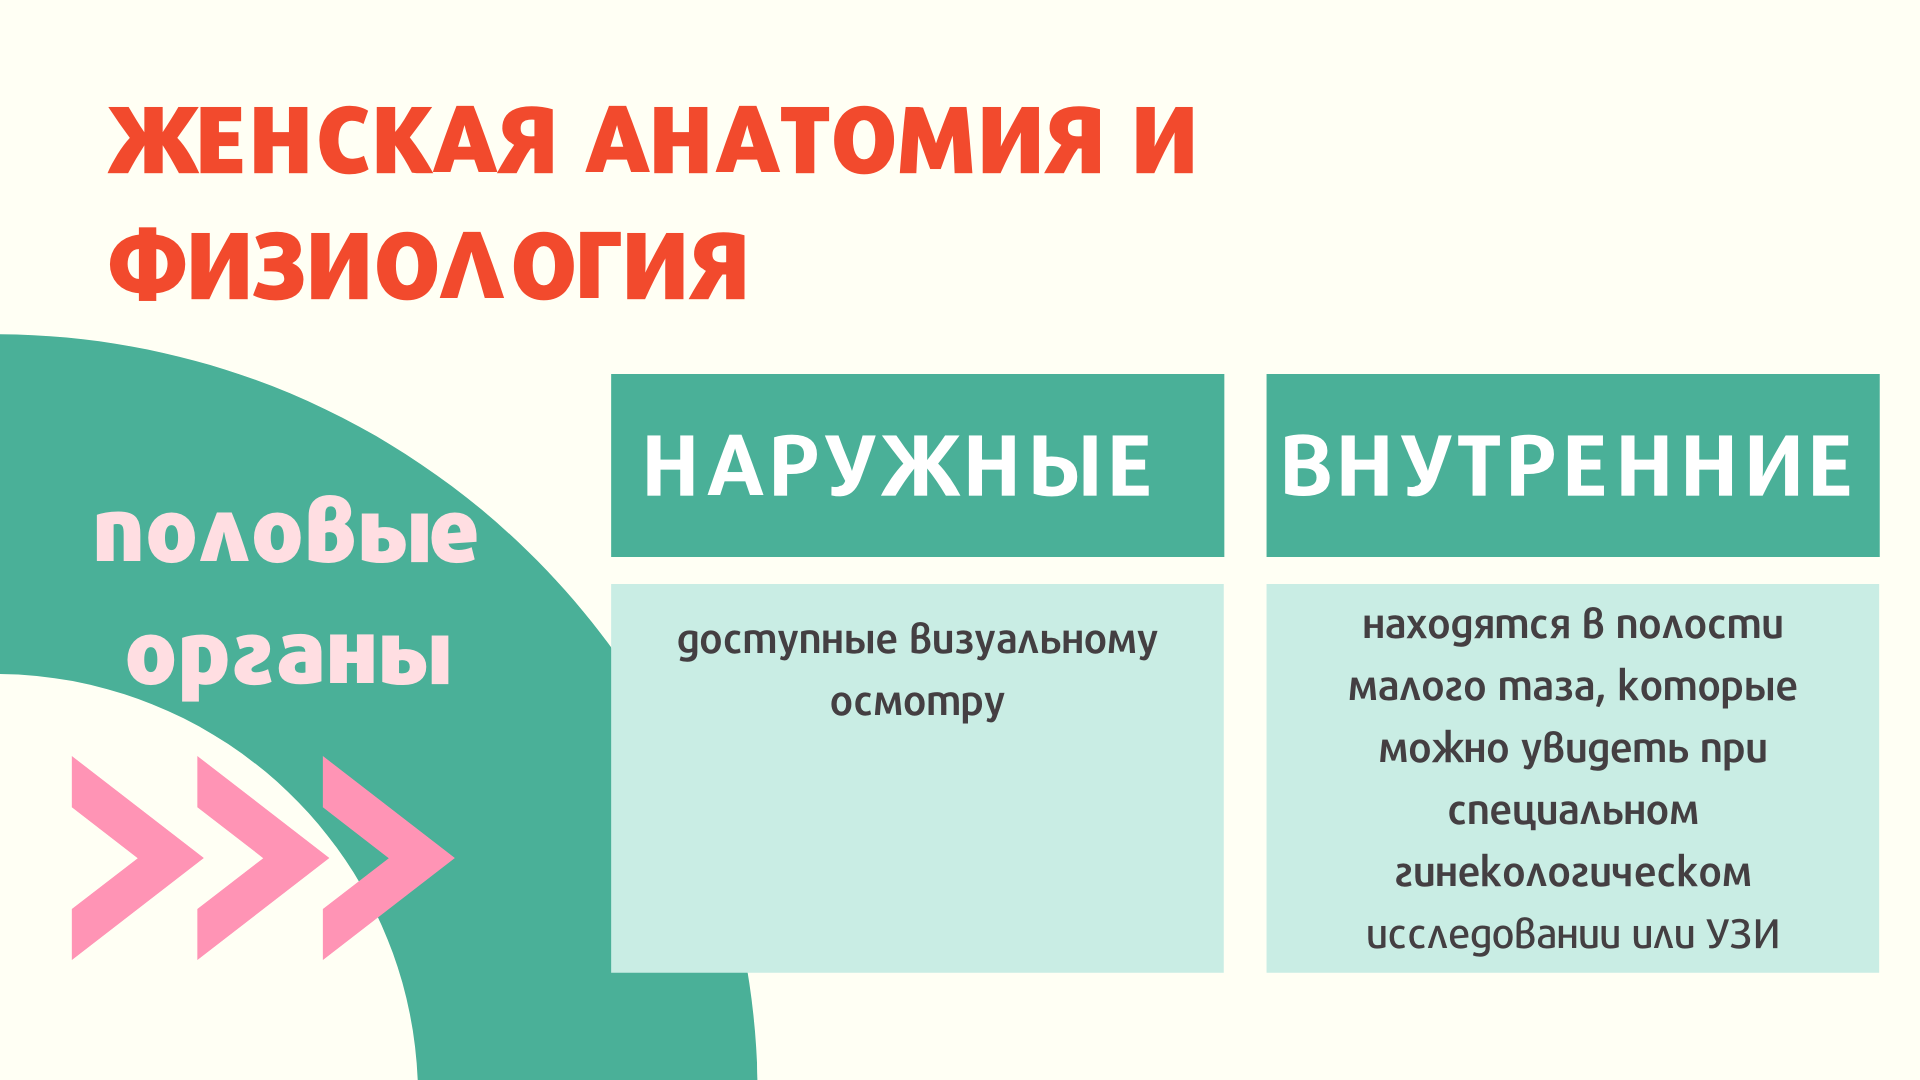 ЖЕНСКАЯ АНАТОМИЯ И
ФИЗИОЛОГИЯ
половые
органы
НАРУЖНЫЕ
доступные визуальному
осмотру
ВНУТРЕННИЕ
находятся в полости
малого таза, которые
можно увидеть при
специальном
гинекологическом
исследовании или УЗИ